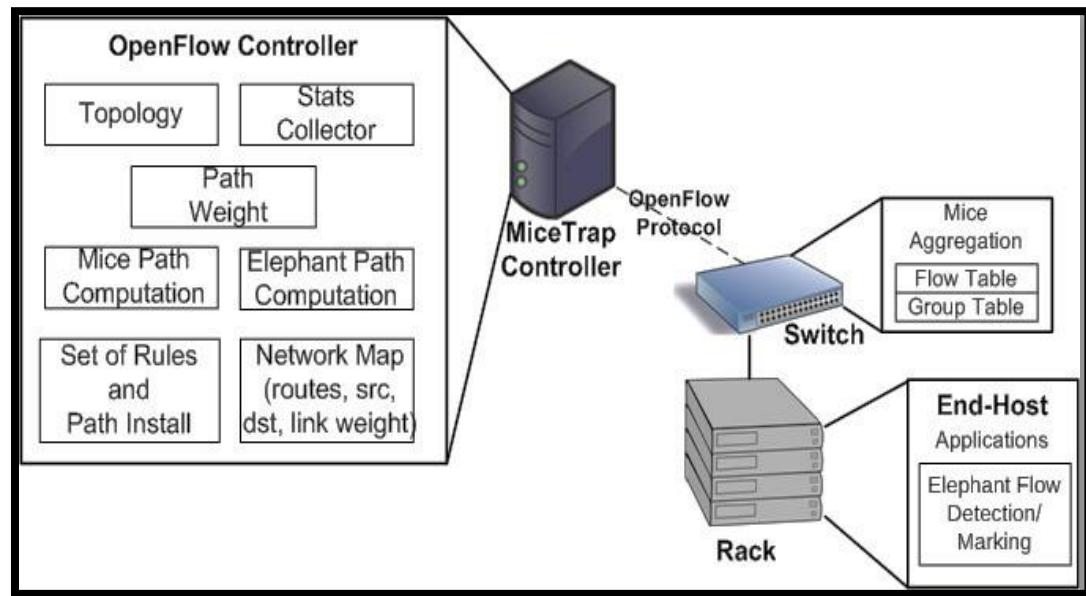 OpenFlow Controller
Topology
Stats
Collector
Path
Weight
Mice Path
Computation
Elephant Path
Computation
Set of Rules
and
Path Install
Network Map
(routes, src,
dst, link weight)
MiceTrap
Controller
OpenFlow
Protocol
Mice
Aggregation
Flow Table
Group Table
Switch
Rack
End-Host
Applications
Elephant Flow
Detection/
Marking